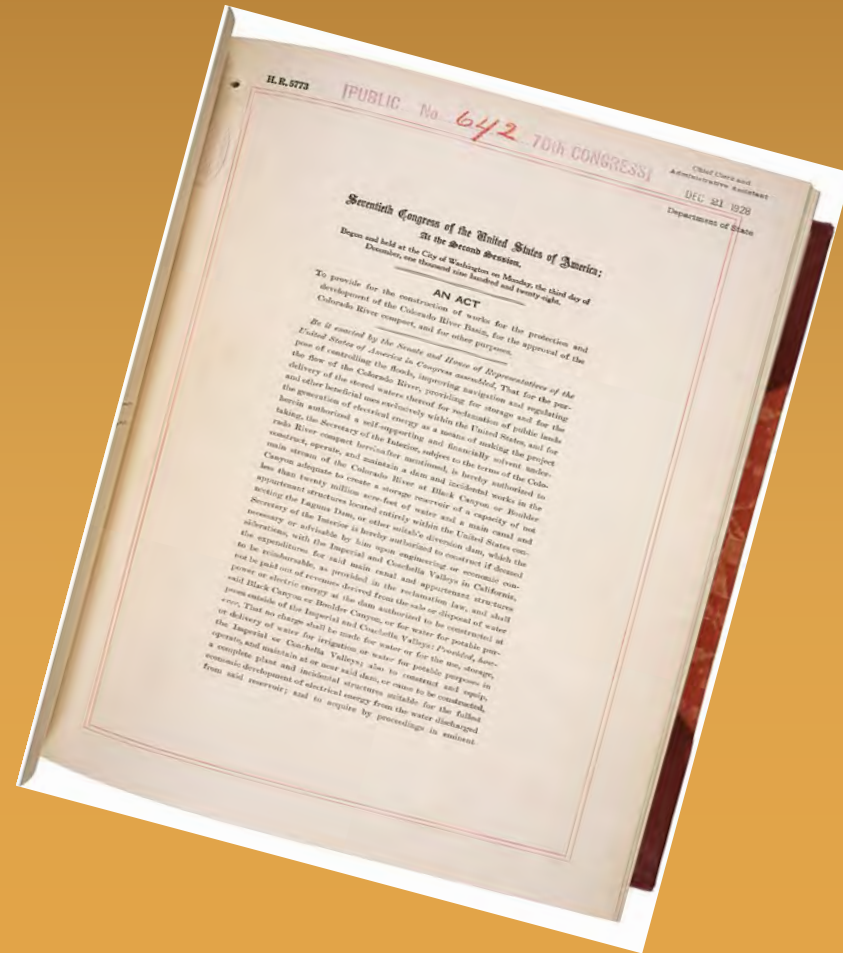 H.R. 5773
[PUBLIC No. 642 70th CONGRESS]
Chief Clerk and
Administrative Assistant
DEC 21 1928
Department of State
Seventieth Congress of the United States of America;
At the Second Session,
Begun and held at the City of Washington on Monday, the third day of
December, one thousand nine hundred and twenty-eight.
AN ACT
To provide for the construction of works for the protection and
development of the Colorado River Basin, for the approval of the
Colorado River compact, and for other purposes.
Be it enacted by the Senate and House of Representatives of the
United States of America in Congress assembled, That for the pur-
pose of controlling the floods, improving navigation and regulating
the flow of the Colorado River, providing for storage and for the
delivery of the stored waters thereof for reclamation of public lands
and other beneficial uses exclusively within the United States, and for
the generation of electrical energy as a means of making the project
herein authorized a self-supporting and financially solvent under-
taking, the Secretary of the Interior, subject to the terms of the Colo-
rado River compact hereinafter mentioned, is hereby authorized to
construct, operate, and maintain a dam and incidental works in the
main stream of the Colorado River at Black Canyon or Boulder
Canyon adequate to create a storage reservoir of a capacity of not
less than twenty million acre-feet of water and a main canal and
appurtenant structures located entirely within the United States con-
necting the Laguna Dam, or other suitable diversion dam, which the
Secretary of the Interior is hereby authorized to construct if deemed
necessary or advisable by him upon engineering or economic con-
siderations, with the Imperial and Coachella Valleys in California,
the expenditures for said main canal and appurtenant structures
to be reimbursable, as provided in the reclamation law, and shall
not be paid out of revenues derived from the sale or disposal of water
power or electric energy at the dam authorized to be constructed at
said Black Canyon or Boulder Canyon, or for water for potable pur-
poses outside of the Imperial and Coachella Valleys: Provided, how-
ever, That no charge shall be made for water or for the use, storage,
or delivery of water for irrigation or water for potable purposes in
the Imperial or Coachella Valleys; also to construct and equip,
operate, and maintain at or near said dam, or cause to be constructed,
a complete plant and incidental structures suitable for the fullest
economic development of electrical energy from the water discharged
from said reservoir; and to acquire by proceedings in eminent